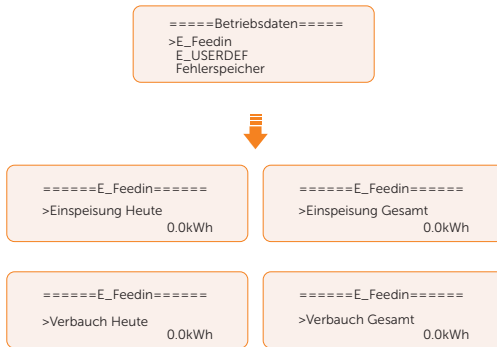 =====Betriebsdaten=====
>E_Feedin
E_USERDEF
Fehlerspeicher
======E_Feedin======
>Einspeisung Heute
0.0kWh
======E_Feedin======
>Einspeisung Gesamt
0.0kWh
======E_Feedin======
>Verbauch Heute
0.0kWh
======E_Feedin======
>Verbauch Gesamt
0.0kWh